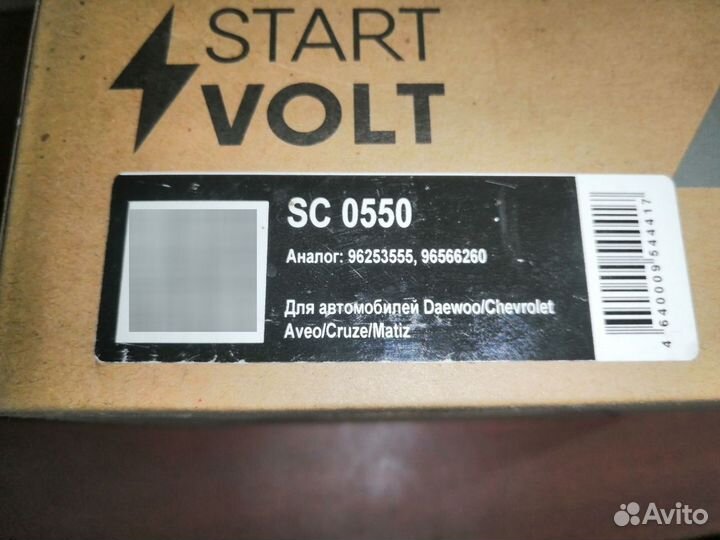 START
VOLT
SC 0550
Аналог: 96253555, 96566260
Для автомобилей Daewoo/Chevrolet
Aveo/Cruze/Matiz
4 640009 544417
Avito